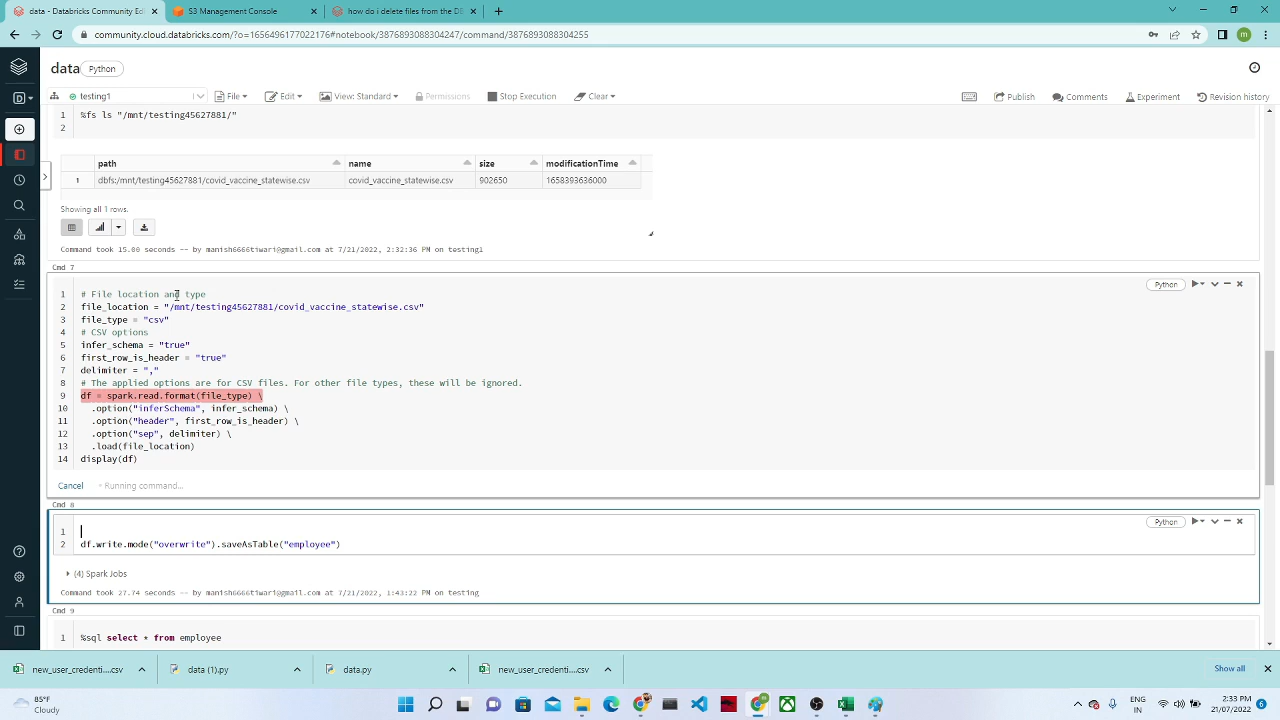 data - Databricks Community Edi
S3 Management Console
how do i delete files from the DB
community.cloud.databricks.com/?o=1656496177022176#notebook/3876893088304247/command/3876893088304255
m
data
Python
testing1
File
Edit
View: Standard
Permissions
Stop Execution
Clear
Publish
Comments
Experiment
Revision history
D
1 %fs ls "/mnt/testing45627881/"
2
path name size modificationTime
1 dbfs:/mnt/testing45627881/covid_vaccine_statewise.csv covid_vaccine_statewise.csv 902650 1658393636000
Showing all 1 rows.
Command took 15.00 seconds -- by manish6666tiwari@gmail.com at 7/21/2022, 2:32:36 PM on testing1
Cmd 7
Python
1 # File location and type
2 file_location = "/mnt/testing45627881/covid_vaccine_statewise.csv"
3 file_type = "csv"
4 # CSV options
5 infer_schema = "true"
6 first_row_is_header = "true"
7 delimiter = ","
8 # The applied options are for CSV files. For other file types, these will be ignored.
9 df = spark.read.format(file_type) \
10 .option("inferSchema", infer_schema) \
11 .option("header", first_row_is_header) \
12 .option("sep", delimiter) \
13 .load(file_location)
14 display(df)
Cancel Running command...
Cmd 8
Python
1
2 df.write.mode("overwrite").saveAsTable("employee")
(4) Spark Jobs
Command took 27.74 seconds -- by manish6666tiwari@gmail.com at 7/21/2022, 1:43:22 PM on testing
Cmd 9
1 %sql select * from employee
new_user_credenti....csv
data (1).py
data.py
new_user_credenti....csv
Show all
85°F
Cloudy
ENG
IN
2:33 PM
21/07/2022